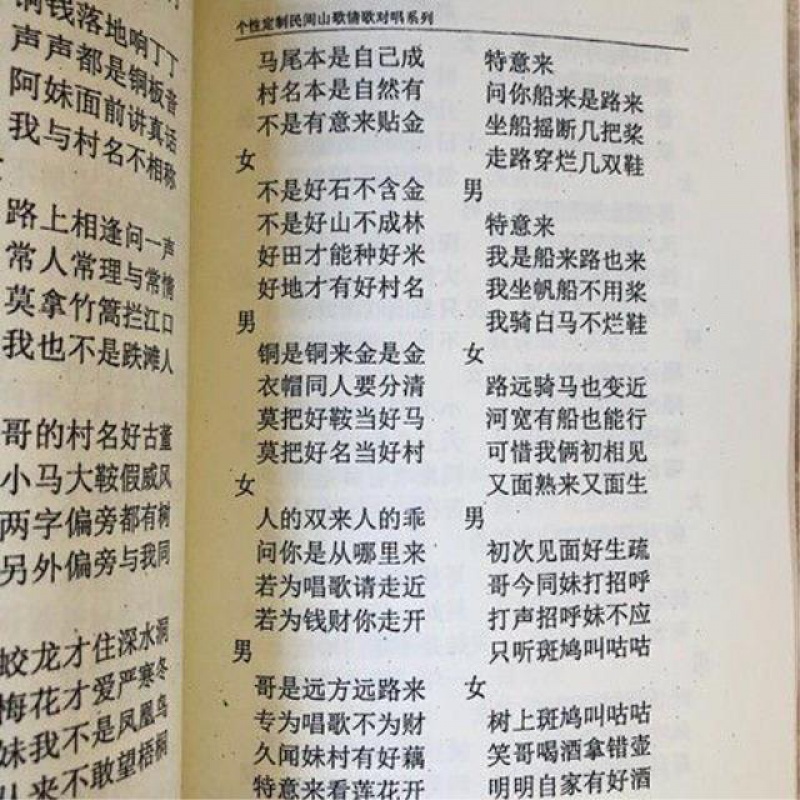 铜钱落地响丁丁
声声都是铜板音
阿妹面前讲真话
我与村名不相称
路上相逢问一声
常人常理与常情
莫拿竹篙拦江口
我也不是跌滩人
哥的村名好古董
小马大鞍假威风
两字偏旁都有树
另外偏旁与我同
蛟龙才住深水洞
梅花才爱严寒冬
妹我不是凤凰鸟
从来不敢望梧桐
个性定制民间山歌情歌对唱系列
马尾本是自己成
村名本是自然有
不是有意来贴金
女
不是好石不含金
不是好山不成林
好田才能种好米
好地才有好村名
男
铜是铜来金是金
衣帽同人要分清
莫把好鞍当好马
莫把好名当好村
女
人的双来人的乖
问你是从哪里来
若为唱歌请走近
若为钱财你走开
男
哥是远方远路来
专为唱歌不为财
久闻妹村有好藕
特意来看莲花开
特意来
问你船来是路来
坐船摇断几把桨
走路穿烂几双鞋
男
特意来
我是船来路也来
我坐帆船不用桨
我骑白马不烂鞋
女
路远骑马也变近
河宽有船也能行
可惜我俩初相见
又面熟来又面生
男
初次见面好生疏
哥今同妹打招呼
打声招呼妹不应
只听斑鸠叫咕咕
女
树上斑鸠叫咕咕
笑哥喝酒拿错壶
明明自家有好酒